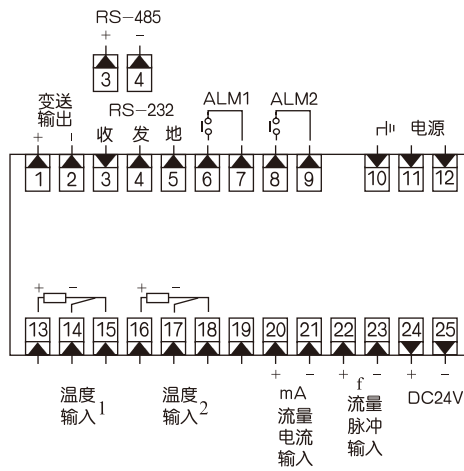 RS-485
+ −
3 4
变送
输出
+ −
RS-232
收 发 地
ALM1
ALM2
电源
1 2 3 4 5 6 7 8 9 10 11 12
+ − + −
13 14 15 16 17 18 19 20 21 22 23 24 25
+ − + − + −
温度
输入1
温度
输入2
mA
流量
电流
输入
f
流量
脉冲
输入
DC24V